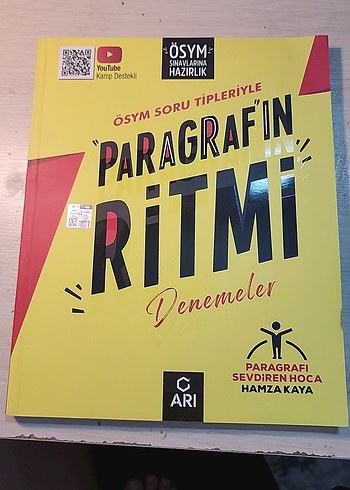 YouTube
Kamp Destekli
ÖSYM
SINAVLARINA
HAZIRLIK
ÖSYM SORU TİPLERİYLE
"PARAGRAF"IN
RİTMİ
Denemeler
PARAGRAFI
SEVDİREN HOCA
HAMZA KAYA
ARI